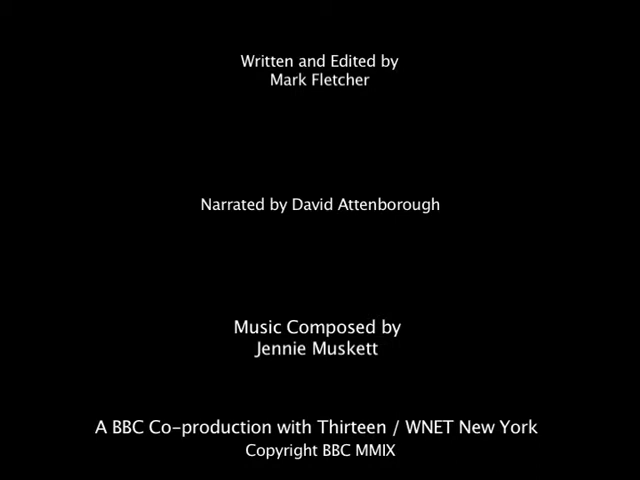 Written and Edited by
Mark Fletcher
Narrated by David Attenborough
Music Composed by
Jennie Muskett
A BBC Co-production with Thirteen / WNET New York
Copyright BBC MMIX